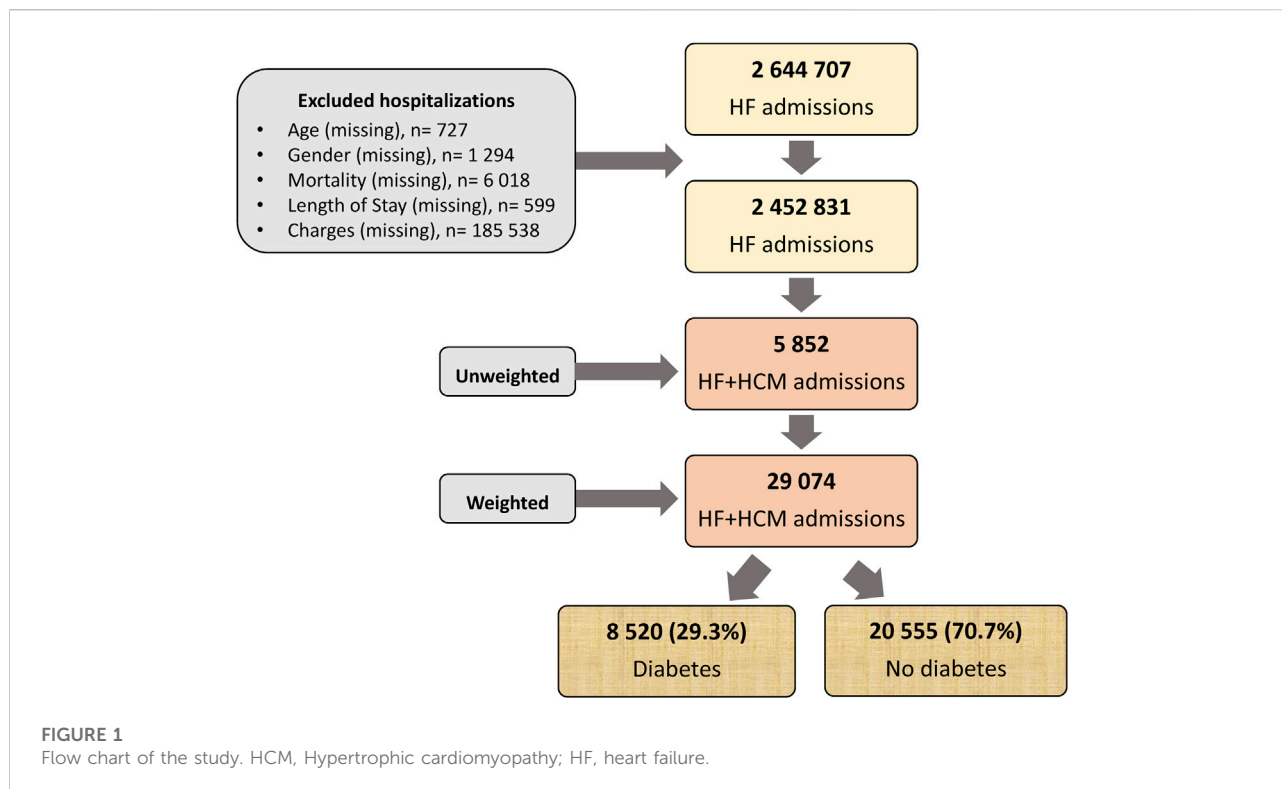 2 644 707
HF admissions
Excluded hospitalizations
• Age (missing), n= 727
• Gender (missing), n= 1 294
• Mortality (missing), n= 6 018
• Length of Stay (missing), n= 599
• Charges (missing), n= 185 538
2 452 831
HF admissions
Unweighted
5 852
HF+HCM admissions
Weighted
29 074
HF+HCM admissions
8 520 (29.3%)
Diabetes
20 555 (70.7%)
No diabetes
FIGURE 1
Flow chart of the study. HCM, Hypertrophic cardiomyopathy; HF, heart failure.